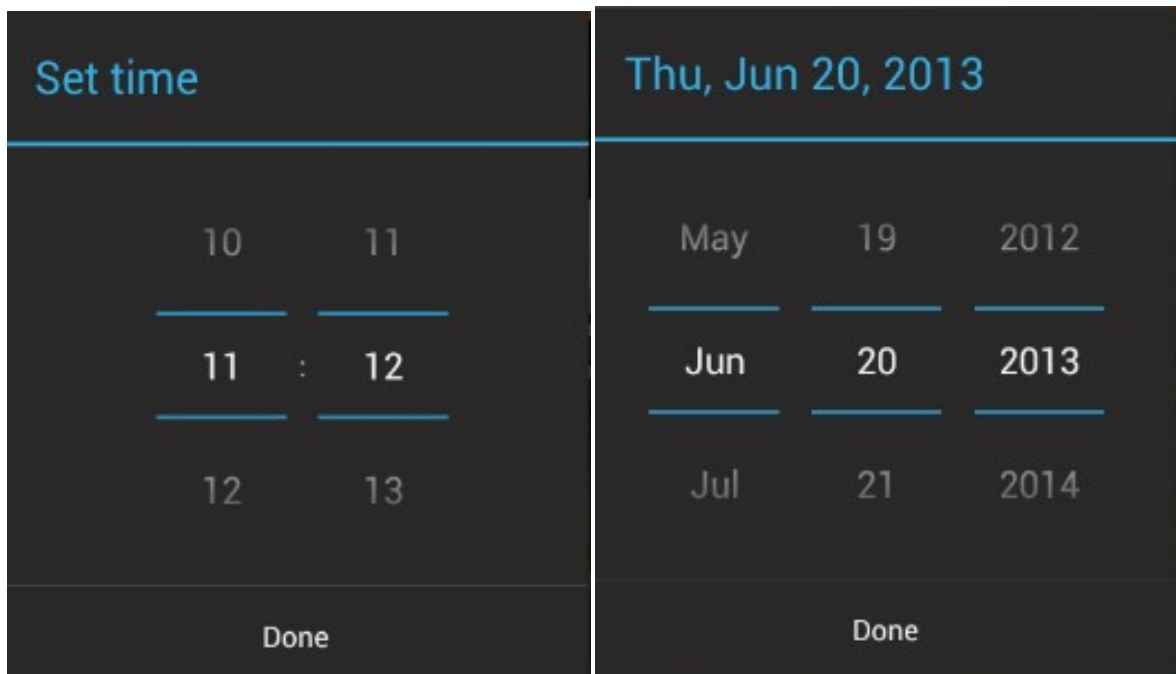 Set time
10 11
11 : 12
12 13
Done
Thu, Jun 20, 2013
May 19 2012
Jun 20 2013
Jul 21 2014
Done